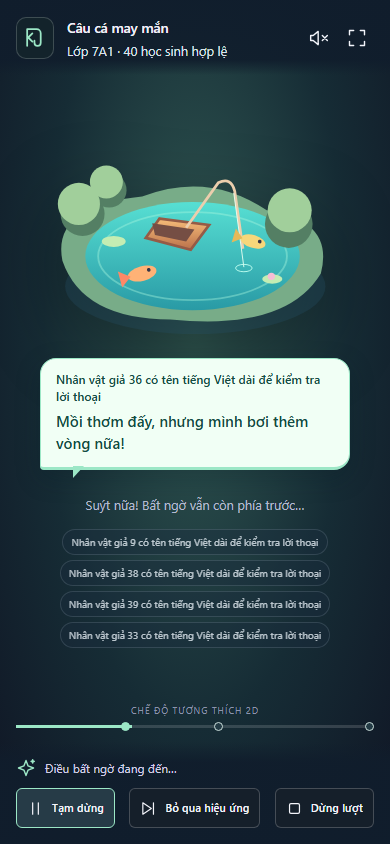 Câu cá may mắn
Lớp 7A1 · 40 học sinh hợp lệ
Nhân vật giả 36 có tên tiếng Việt dài để kiểm tra
lời thoại
Mồi thơm đấy, nhưng mình bơi thêm
vòng nữa!
Suýt nữa! Bất ngờ vẫn còn phía trước...
Nhân vật giả 9 có tên tiếng Việt dài để kiểm tra lời thoại
Nhân vật giả 38 có tên tiếng Việt dài để kiểm tra lời thoại
Nhân vật giả 39 có tên tiếng Việt dài để kiểm tra lời thoại
Nhân vật giả 33 có tên tiếng Việt dài để kiểm tra lời thoại
CHẾ ĐỘ TƯƠNG THÍCH 2D
Điều bất ngờ đang đến...
Tạm dừng
Bỏ qua hiệu ứng
Dừng lượt